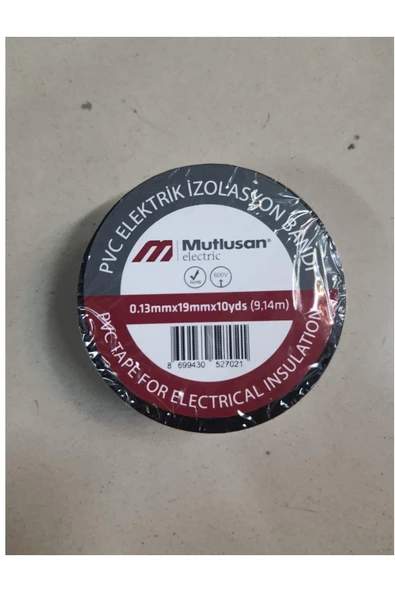 PVC ELEKTRİK İZOLASYON BANDI
Mutlusan®
electric
RoHS
600V
0.13mmx19mmx10yds (9,14m)
8 699430 527021
PVC TAPE FOR ELECTRICAL INSULATION